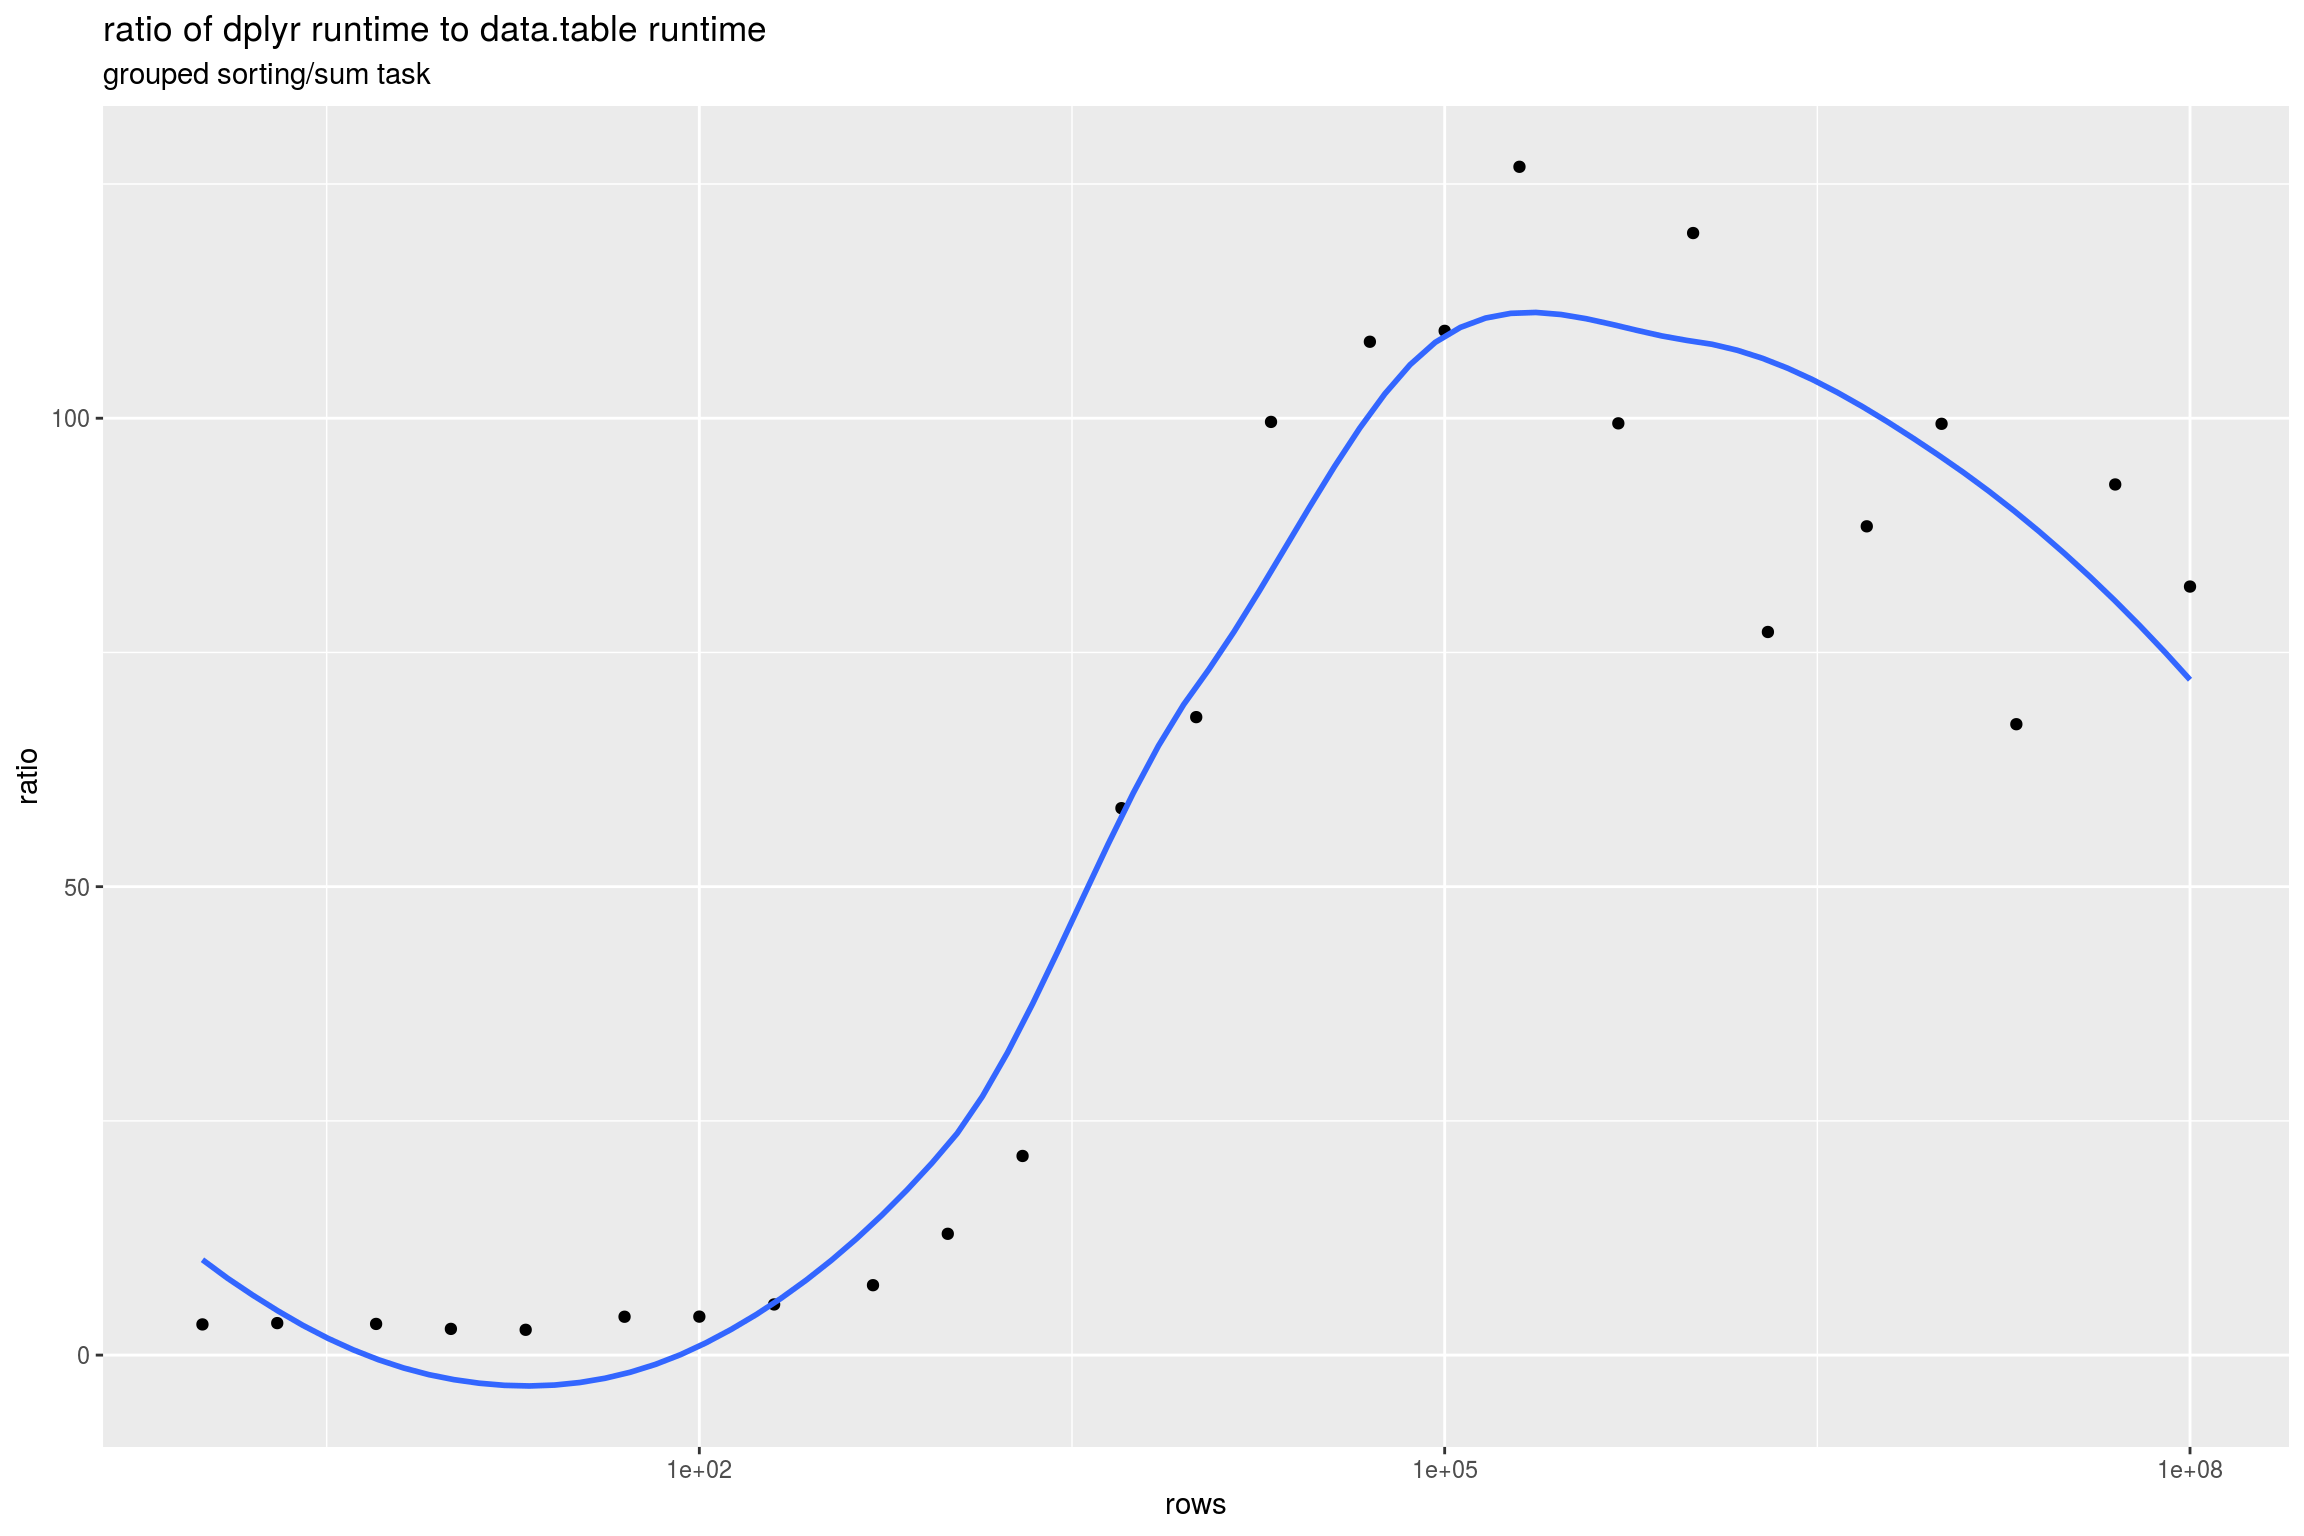 ratio of dplyr runtime to data.table runtime
grouped sorting/sum task
100
50
0
ratio
1e+02
1e+05
1e+08
rows